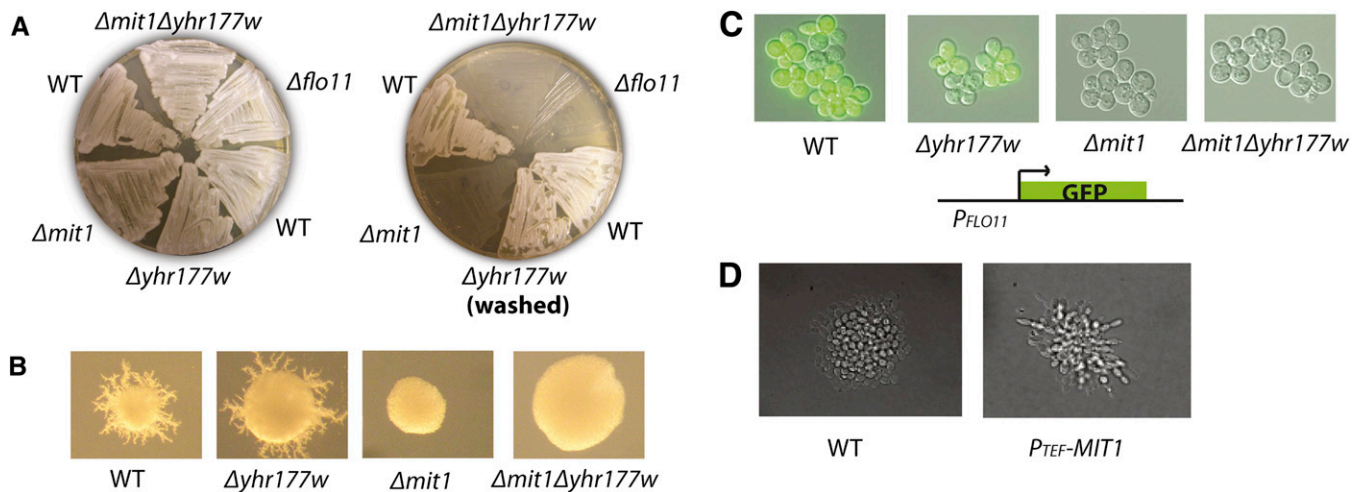 A
Δmit1Δyhr177w
WT
Δflo11
Δmit1
WT
Δyhr177w
Δmit1Δyhr177w
WT
Δflo11
Δmit1
WT
Δyhr177w
(washed)
B
WT
Δyhr177w
Δmit1
Δmit1Δyhr177w
C
WT
Δyhr177w
Δmit1
Δmit1Δyhr177w
GFP
PFLO11
D
WT
PTEF-MIT1